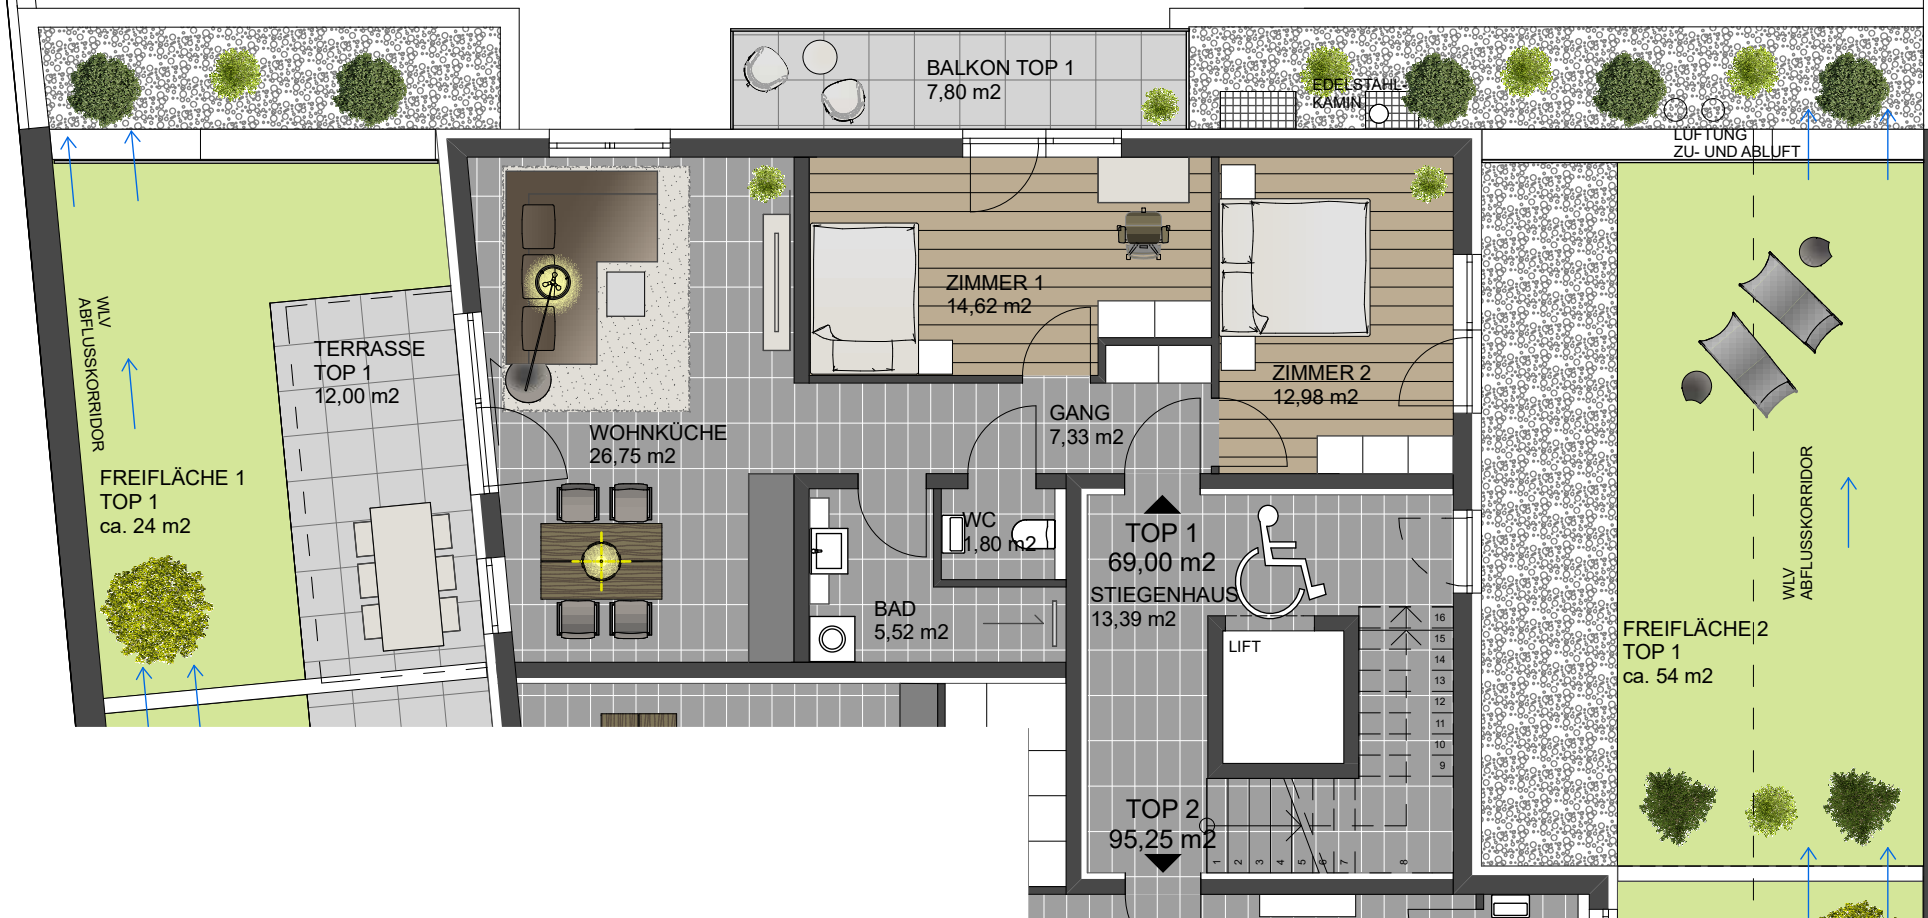 BALKON TOP 1
7,80 m2
EDELSTAHL-
KAMIN
LÜFTUNG
ZU- UND ABLUFT
ZIMMER 1
14,62 m2
TERRASSE
TOP 1
12,00 m2
ZIMMER 2
12,98 m2
WLV
ABFLUSSKORRIDOR
GANG
7,33 m2
WOHNKÜCHE
26,75 m2
FREIFLÄCHE 1
TOP 1
ca. 24 m2
WC
1,80 m2
TOP 1
69,00 m2
STIEGENHAUS
13,39 m2
BAD
5,52 m2
WLV
ABFLUSSKORRIDOR
FREIFLÄCHE 2
TOP 1
ca. 54 m2
LIFT
16
15
14
13
12
11
10
9
TOP 2
95,25 m2
1 2 3 4 5 6 7 8